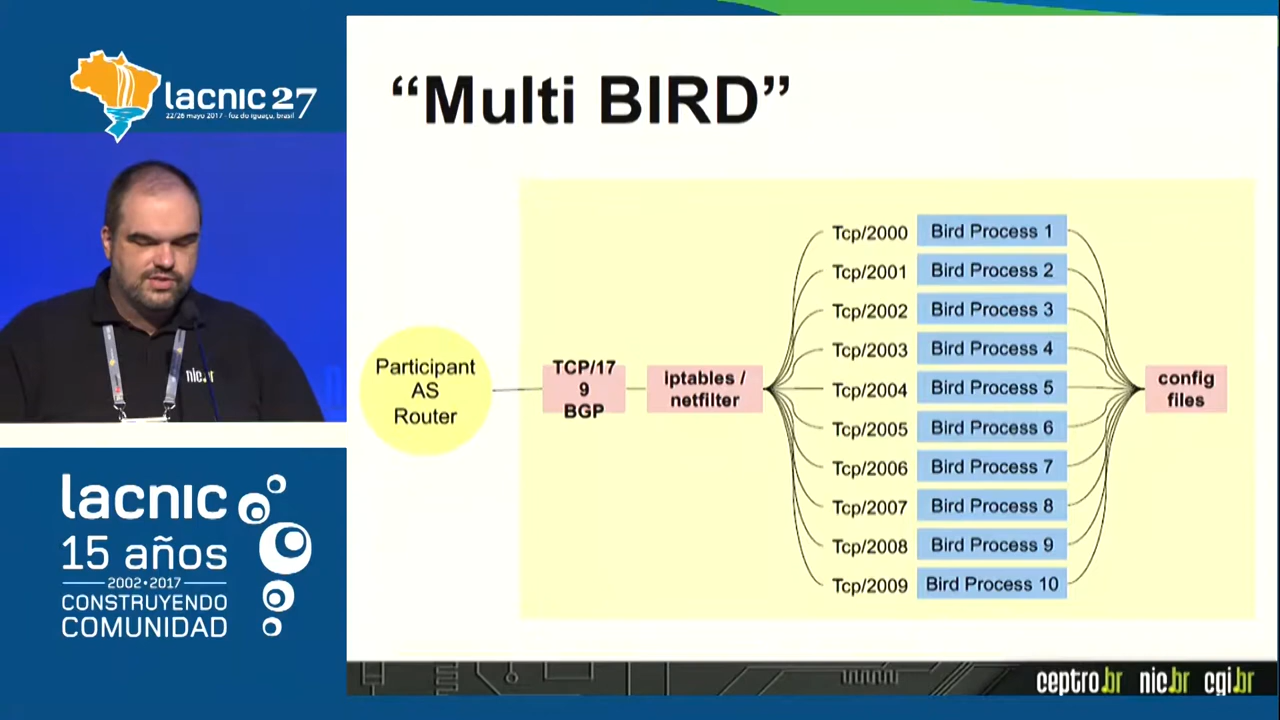 lacnic 27
22/26 mayo 2017 - foz do iguaçu, brasil
nic.br
lacnic
15 años
2002•2017
CONSTRUYENDO
COMUNIDAD
“Multi BIRD”
Participant
AS
Router
TCP/17
9
BGP
iptables /
netfilter
Tcp/2000 Bird Process 1
Tcp/2001 Bird Process 2
Tcp/2002 Bird Process 3
Tcp/2003 Bird Process 4
Tcp/2004 Bird Process 5
Tcp/2005 Bird Process 6
Tcp/2006 Bird Process 7
Tcp/2007 Bird Process 8
Tcp/2008 Bird Process 9
Tcp/2009 Bird Process 10
config
files
ceptro.br nic.br cgi.br